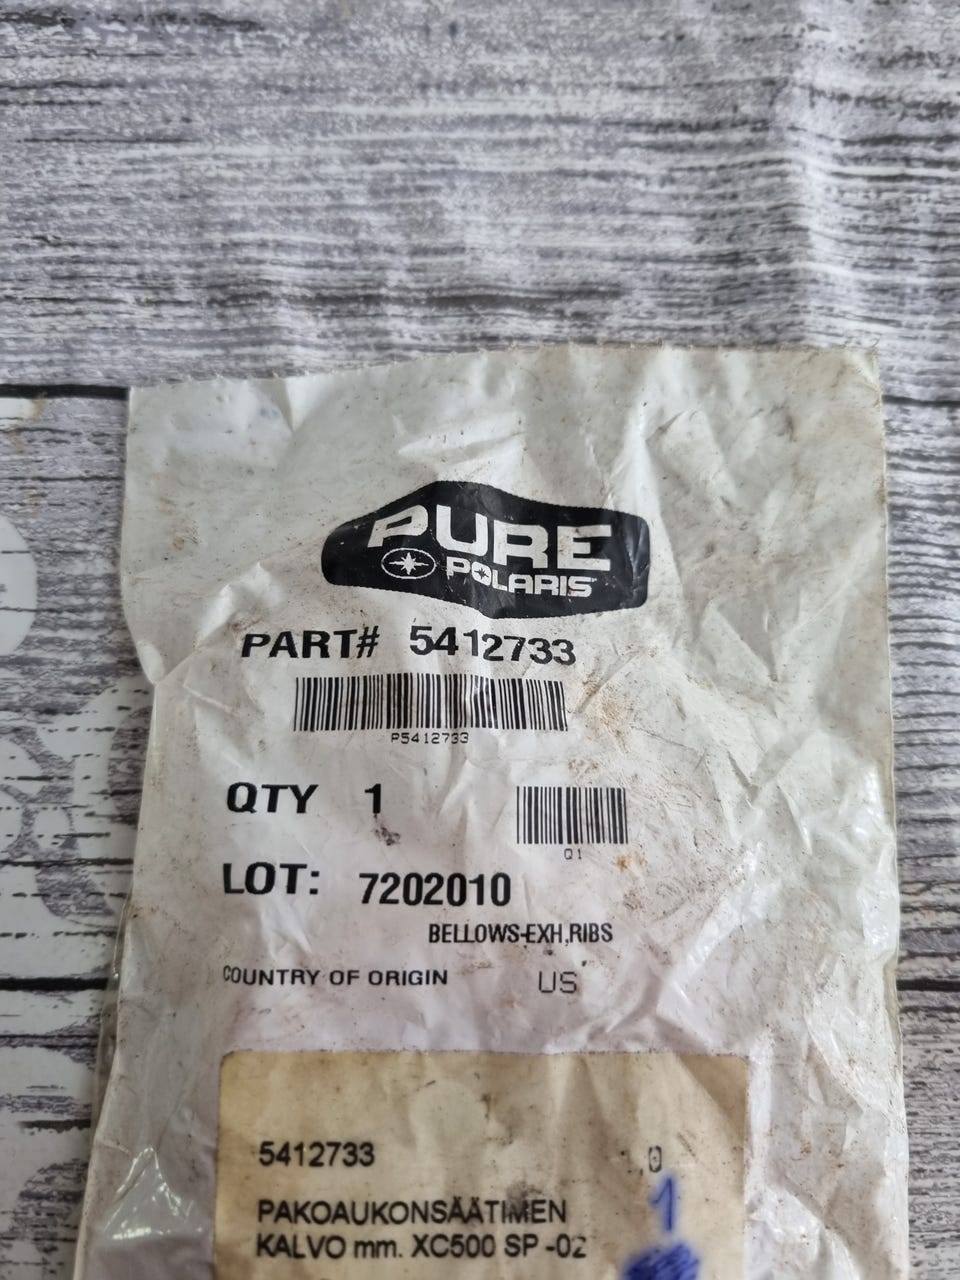 PURE
POLARIS
PART# 5412733
P5412733
QTY 1
Q1
LOT: 7202010
BELLOWS-EXH,RIBS
COUNTRY OF ORIGIN US
5412733 ,0
1
PAKOAUKONSÄÄTIMEN
KALVO mm. XC500 SP -02